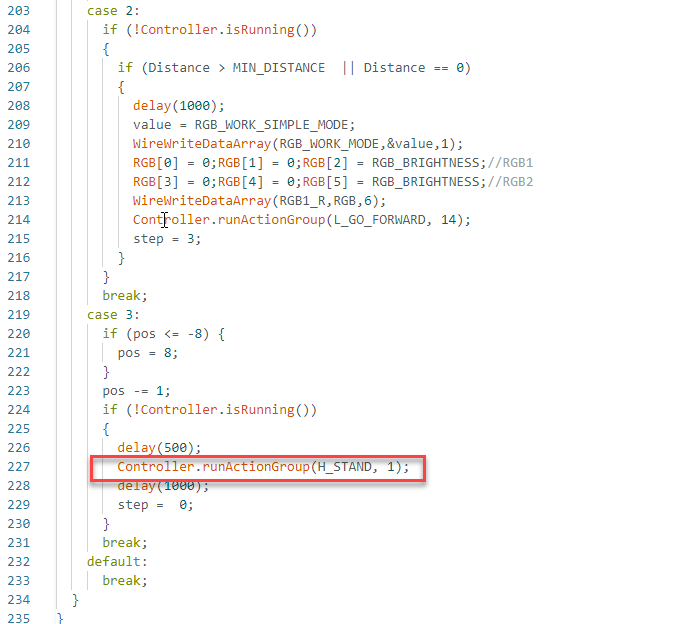 203 case 2:
204 if (!Controller.isRunning())
205 {
206 if (Distance > MIN_DISTANCE  || Distance == 0)
207 {
208 delay(1000);
209 value = RGB_WORK_SIMPLE_MODE;
210 WireWriteDataArray(RGB_WORK_MODE,&value,1);
211 RGB[0] = 0;RGB[1] = 0;RGB[2] = RGB_BRIGHTNESS;//RGB1
212 RGB[3] = 0;RGB[4] = 0;RGB[5] = RGB_BRIGHTNESS;//RGB2
213 WireWriteDataArray(RGB1_R,RGB,6);
214 Controller.runActionGroup(L_GO_FORWARD, 14);
215 step = 3;
216 }
217 }
218 break;
219 case 3:
220 if (pos <= -8) {
221 pos = 8;
222 }
223 pos -= 1;
224 if (!Controller.isRunning())
225 {
226 delay(500);
227 Controller.runActionGroup(H_STAND, 1);
228 delay(1000);
229 step =  0;
230 }
231 break;
232 default:
233 break;
234 }
235 }